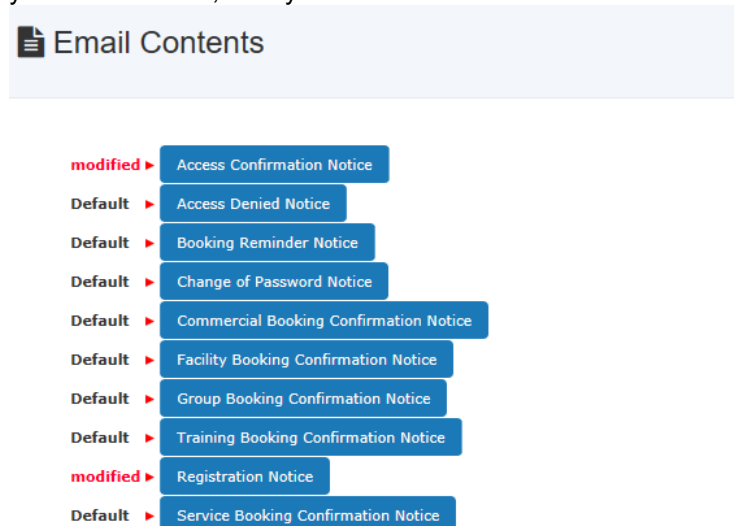 Email Contents
modified ► Access Confirmation Notice
Default ► Access Denied Notice
Default ► Booking Reminder Notice
Default ► Change of Password Notice
Default ► Commercial Booking Confirmation Notice
Default ► Facility Booking Confirmation Notice
Default ► Group Booking Confirmation Notice
Default ► Training Booking Confirmation Notice
modified ► Registration Notice
Default ► Service Booking Confirmation Notice